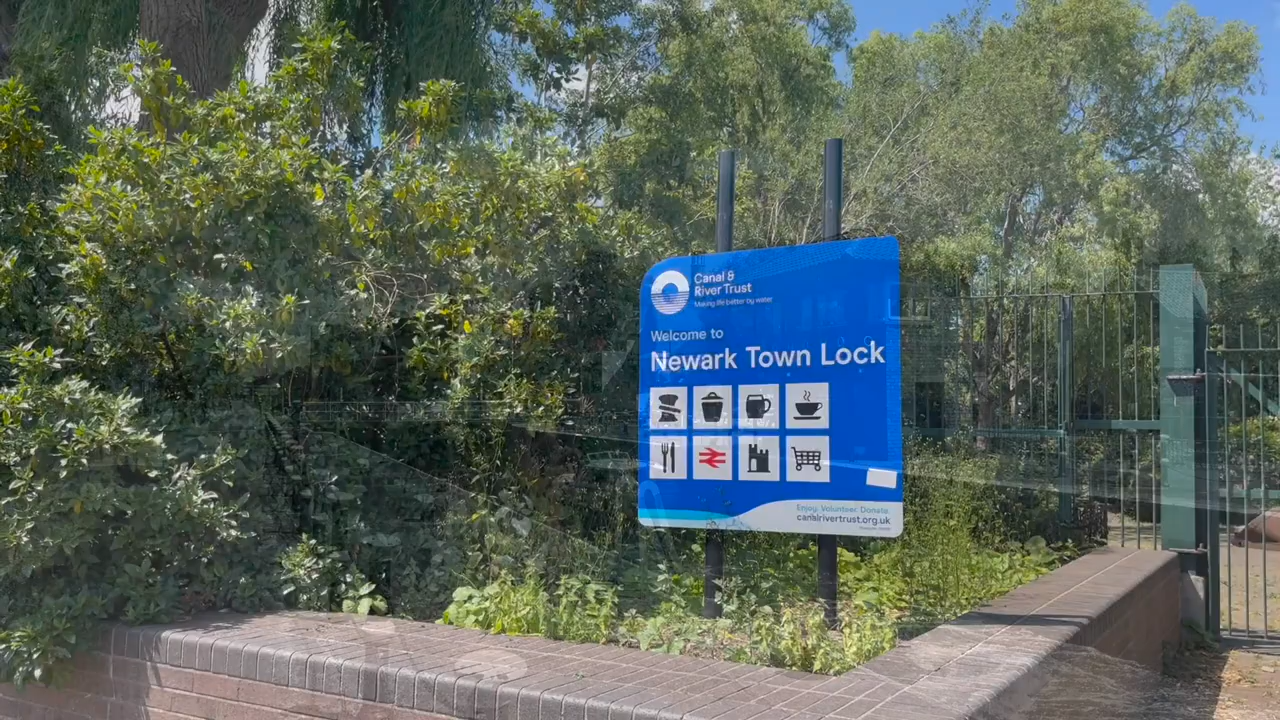 Canal &
River Trust
Making life better by water
Welcome to
Newark Town Lock
Enjoy. Volunteer. Donate.
canalrivertrust.org.uk